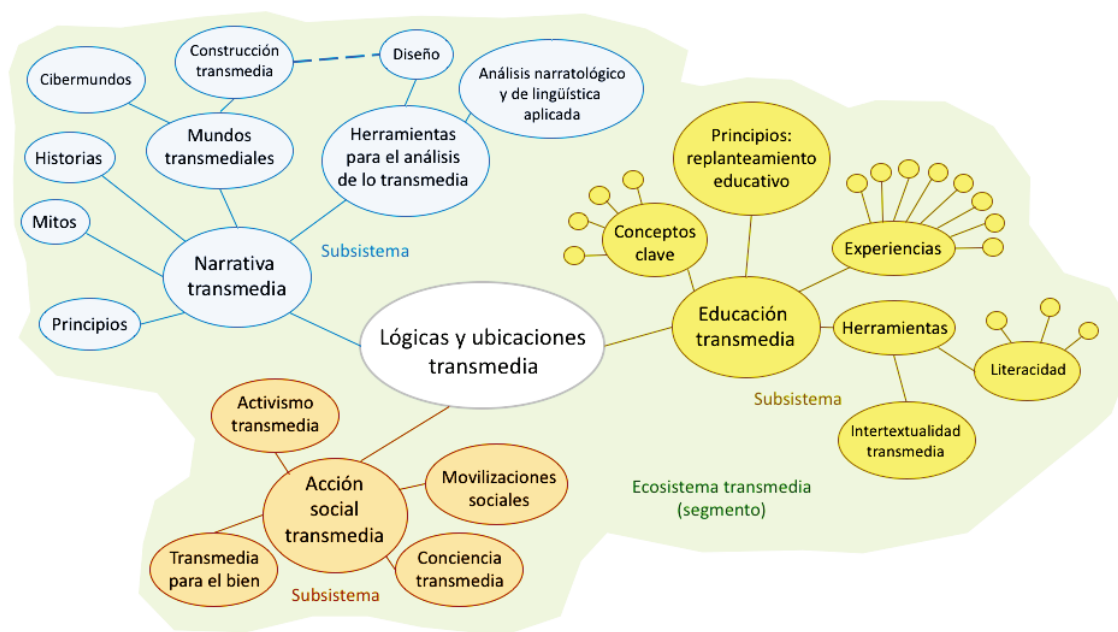 Construcción
transmedia
Diseño
Cibermundos
Análisis narratológico
y de lingüística
aplicada
Mundos
transmediales
Herramientas
para el análisis
de lo transmedia
Historias
Mitos
Narrativa
transmedia
Subsistema
Principios
Principios:
replanteamiento
educativo
Conceptos
clave
Experiencias
Educación
transmedia
Herramientas
Literacidad
Subsistema
Intertextualidad
transmedia
Lógicas y ubicaciones
transmedia
Activismo
transmedia
Acción
social
transmedia
Movilizaciones
sociales
Transmedia
para el bien
Conciencia
transmedia
Subsistema
Ecosistema transmedia
(segmento)